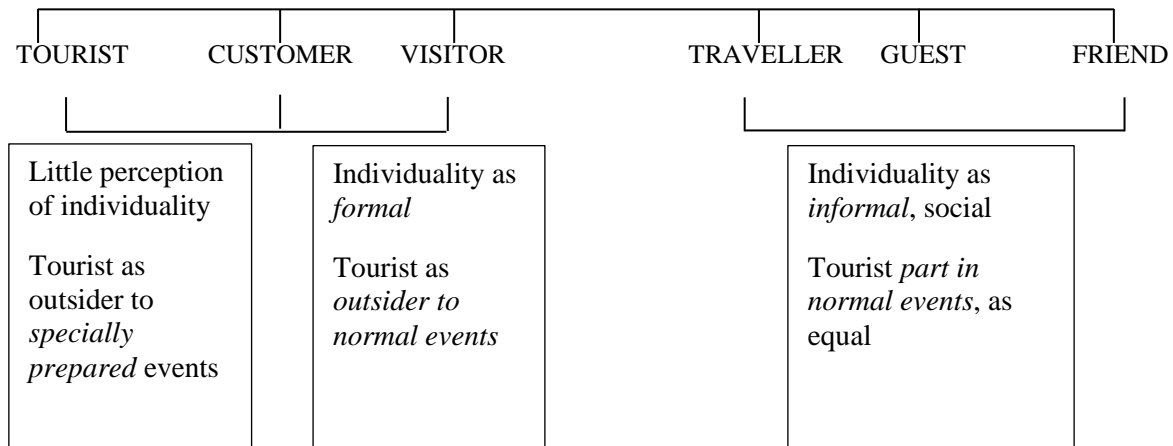 TOURIST CUSTOMER VISITOR TRAVELLER GUEST FRIEND
Little perception
of individuality
Tourist as
outsider to
specially
prepared events
Individuality as
formal
Tourist as
outsider to
normal events
Individuality as
informal, social
Tourist part in
normal events, as
equal